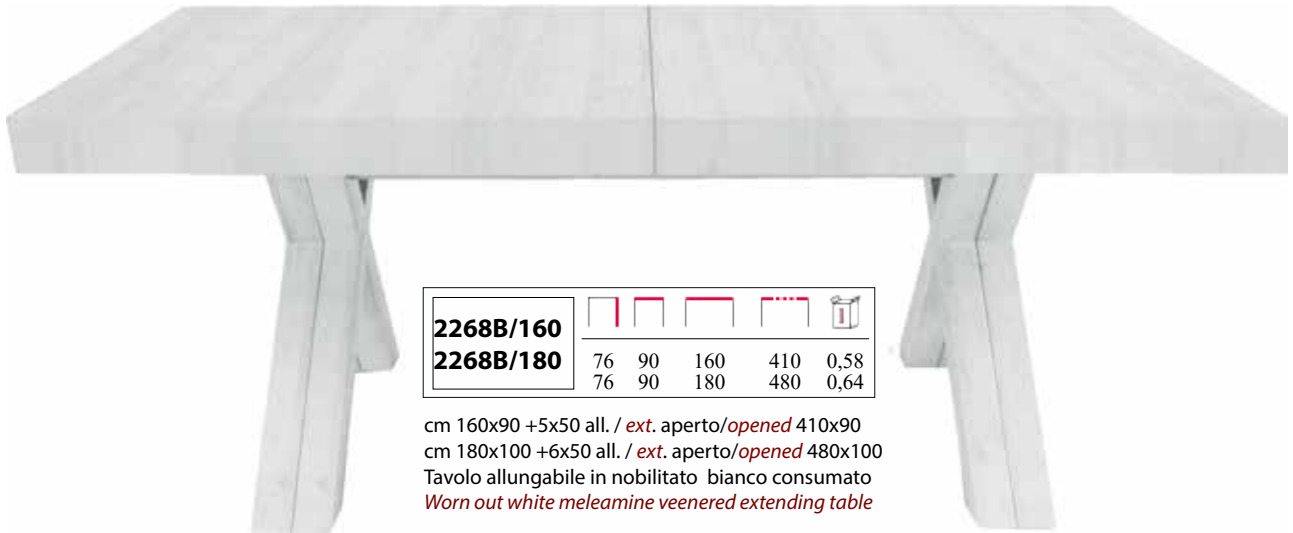 2268B/160
2268B/180
76 90 160 410 0,58
76 90 180 480 0,64
cm 160x90 +5x50 all. / ext. aperto/opened 410x90
cm 180x100 +6x50 all. / ext. aperto/opened 480x100
Tavolo allungabile in nobilitato bianco consumato
Worn out white meleamine veenered extending table